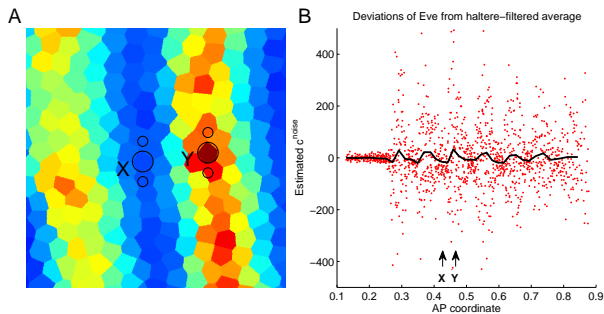 A
X
Y
B
Deviations of Eve from haltere−filtered average
Estimated c^noise
400
200
0
−200
−400
X Y
0.1 0.2 0.3 0.4 0.5 0.6 0.7 0.8 0.9
AP coordinate